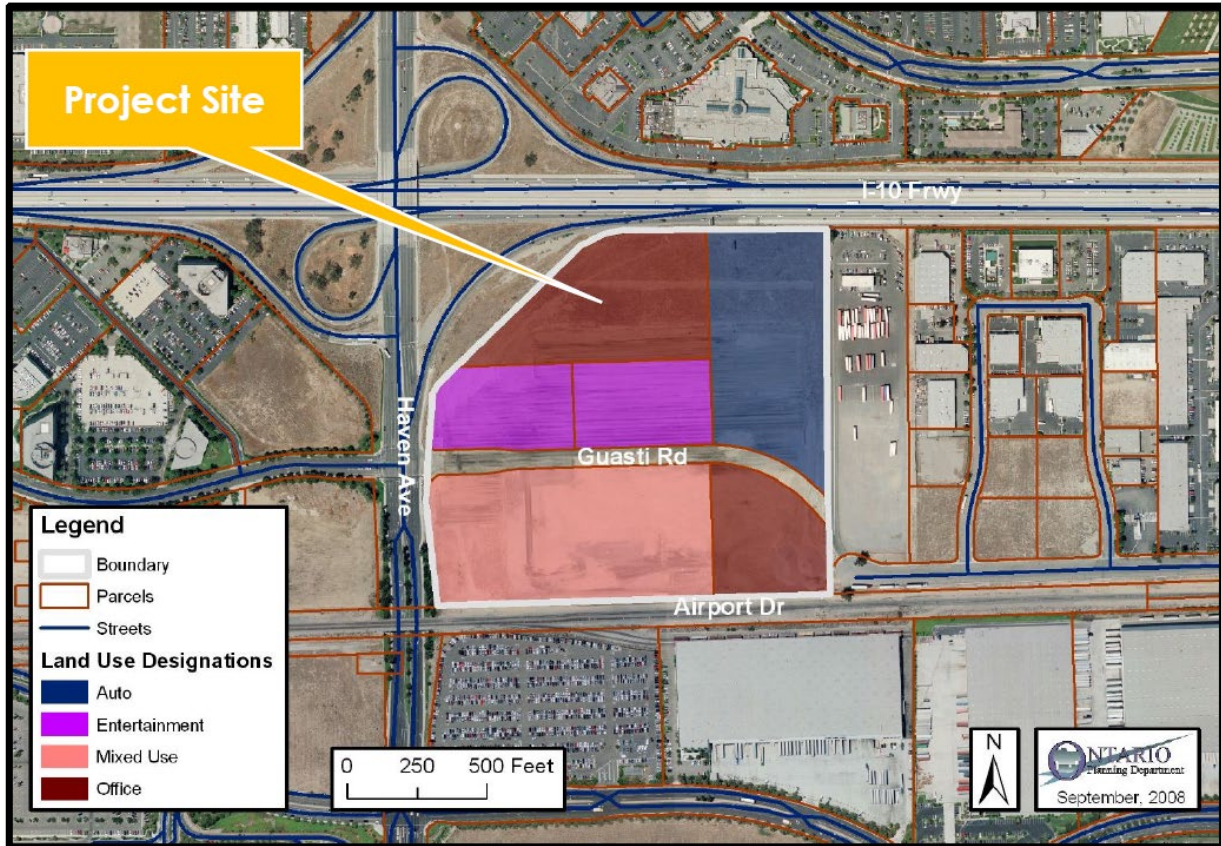 Project Site
I-10 Frwy
Haven Ave
Guasti Rd
Airport Dr
Legend
Boundary
Parcels
Streets
Land Use Designations
Auto
Entertainment
Mixed Use
Office
0 250 500 Feet
N
ONTARIO
Planning Department
September, 2008